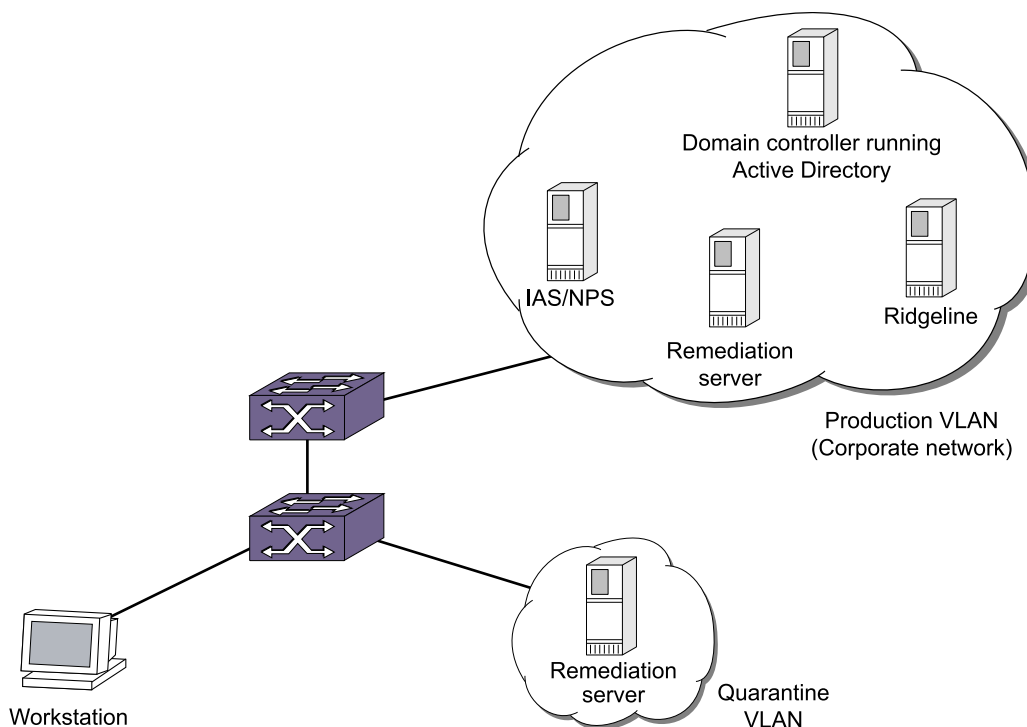 Domain controller running
Active Directory
IAS/NPS
Ridgeline
Remediation
server
Production VLAN
(Corporate network)
Remediation
server
Quarantine
VLAN
Workstation